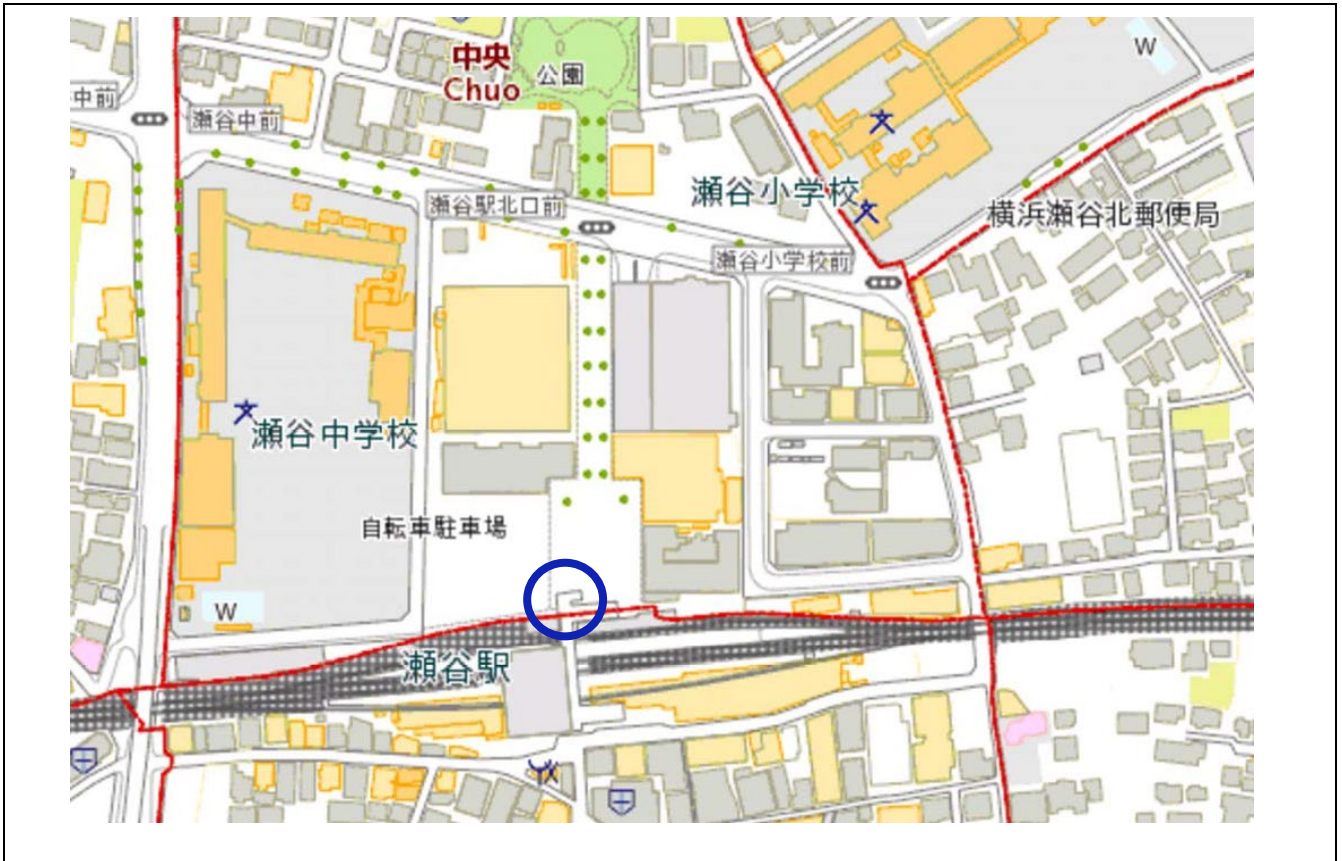 中央
Chuo
公園
W
中前
瀬谷中前
瀬谷駅北口前
瀬谷小学校
横浜瀬谷北郵便局
瀬谷小学校前
瀬谷中学校
自転車駐車場
W
瀬谷駅